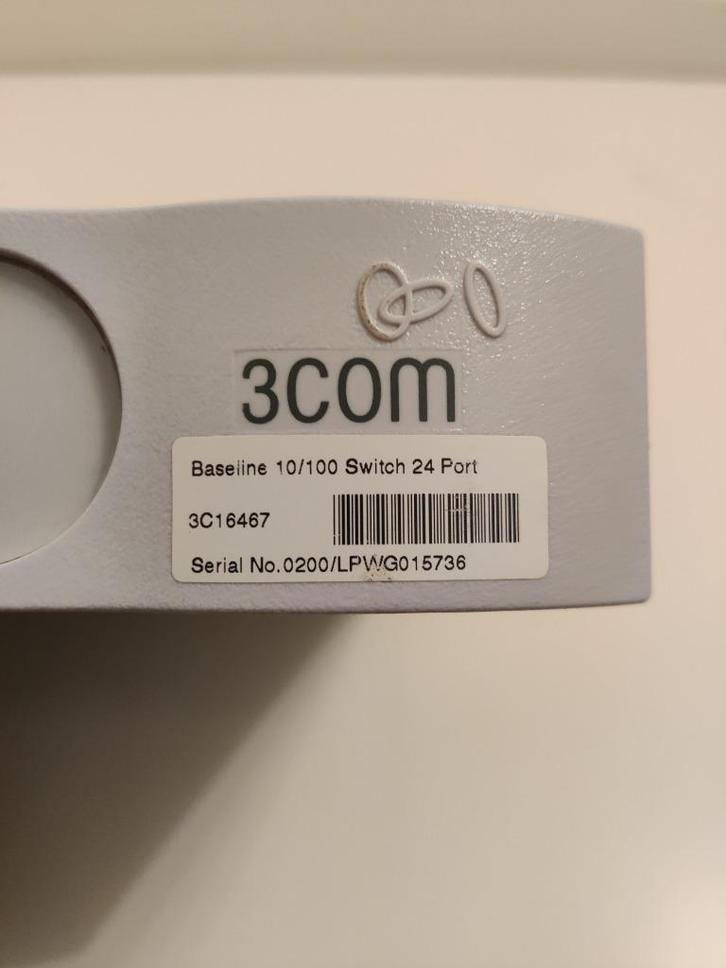 3COM
Baseline 10/100 Switch 24 Port
3C16467
Serial No.0200/LPWG015736